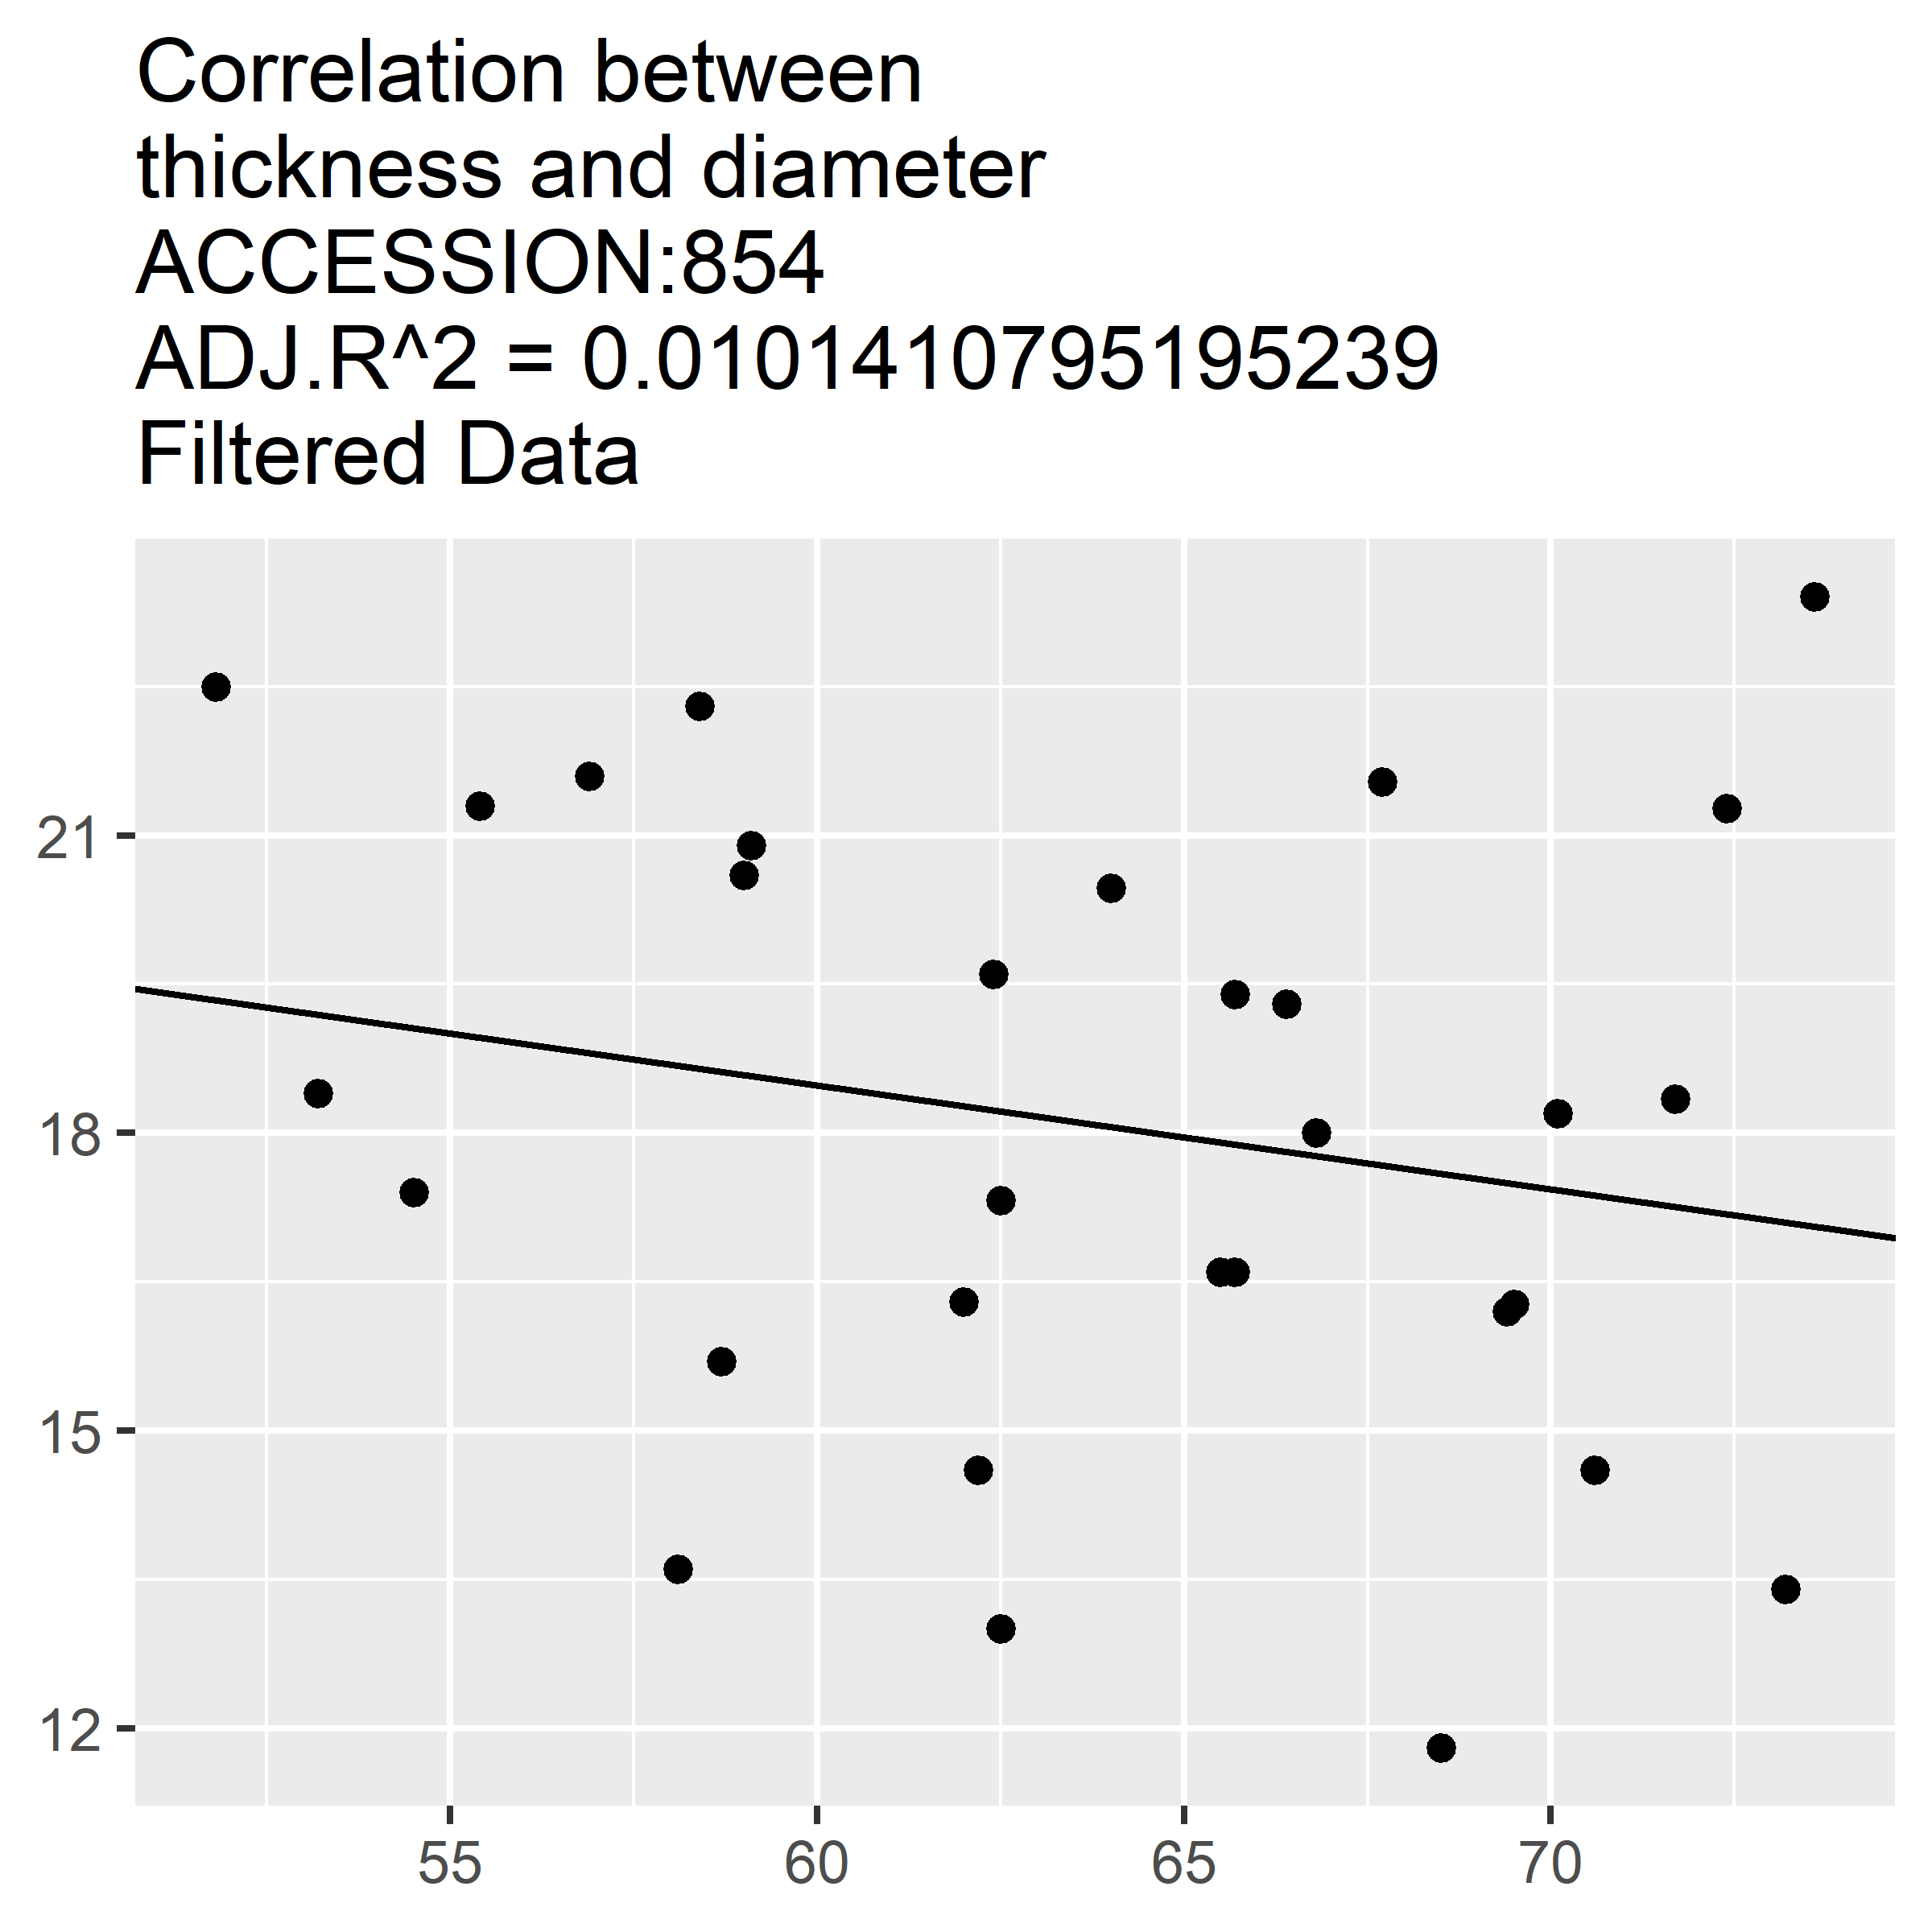 Correlation between
thickness and diameter
ACCESSION:854
ADJ.R^2 = 0.0101410795195239
Filtered Data
21
18
15
12
55 60 65 70